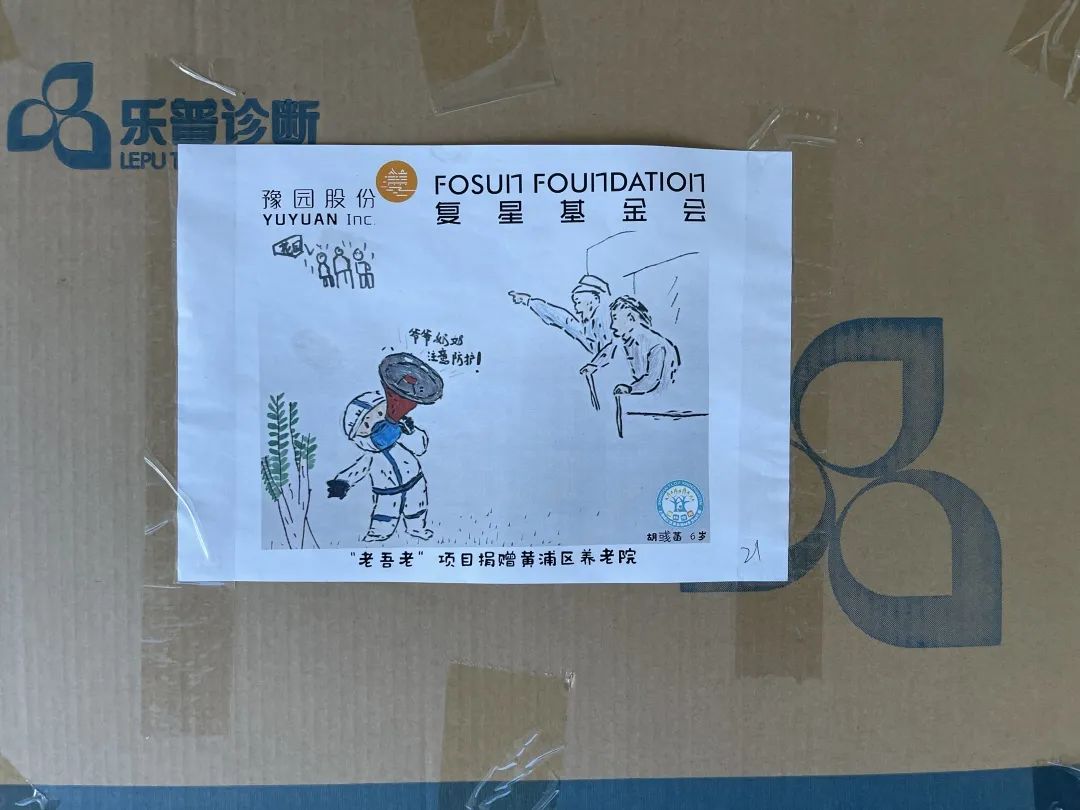 乐普诊断
LEPU
豫园股份
YUYUAN Inc.
善
FOSUN FOUNDATION
复星基金会
爷爷奶奶
注意防护!
胡彧茜 6岁
"老吾老" 项目捐赠黄浦区养老院
21